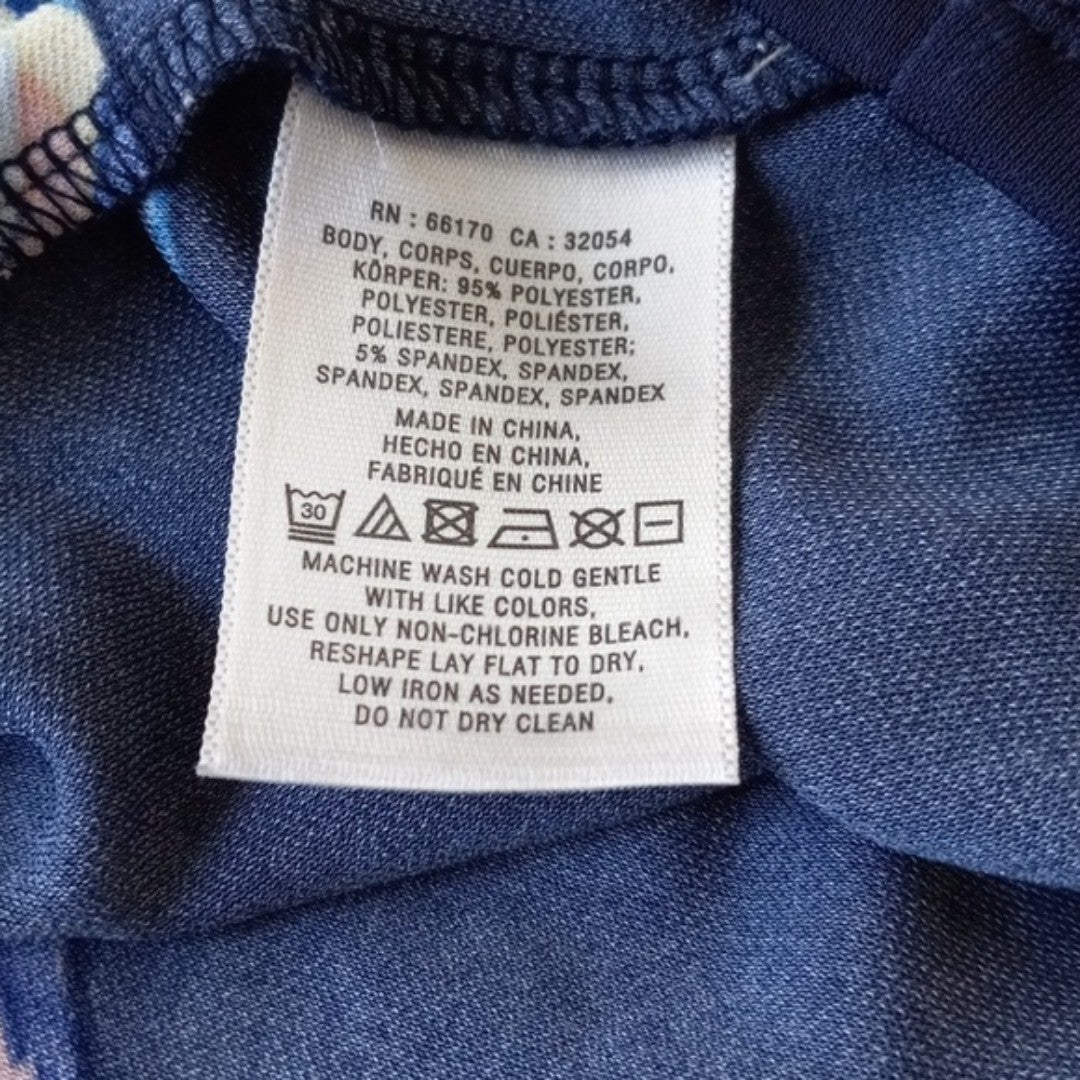 RN : 66170 CA : 32054
BODY, CORPS, CUERPO, CORPO,
KÖRPER: 95% POLYESTER,
POLYESTER, POLIÉSTER,
POLIESTERE, POLYESTER;
5% SPANDEX, SPANDEX,
SPANDEX, SPANDEX, SPANDEX
MADE IN CHINA,
HECHO EN CHINA,
FABRIQUÉ EN CHINE
30
MACHINE WASH COLD GENTLE
WITH LIKE COLORS,
USE ONLY NON-CHLORINE BLEACH,
RESHAPE LAY FLAT TO DRY,
LOW IRON AS NEEDED,
DO NOT DRY CLEAN